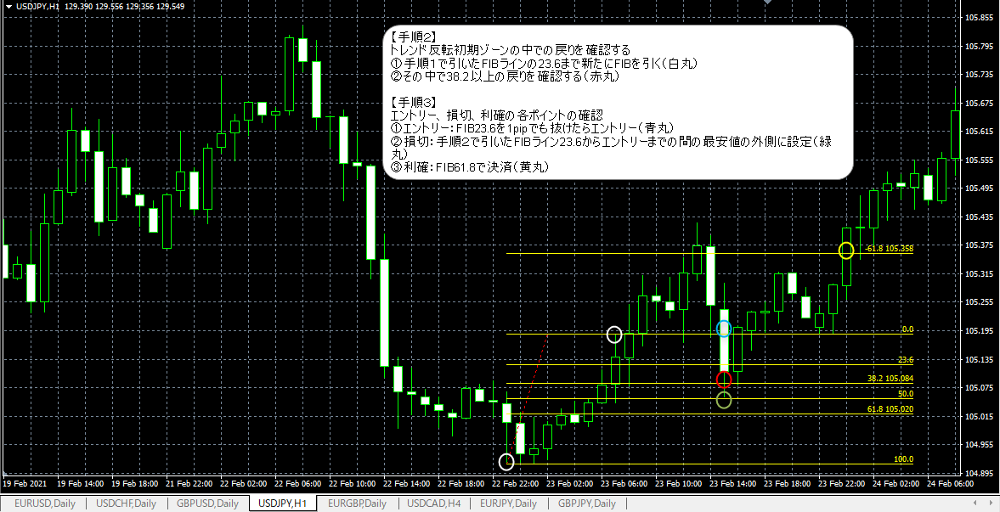 USDJPY,H1 129.390 129.556 129.356 129.549
【手順2】
トレンド反転初期ゾーンの中での戻りを確認する
①手順1で引いたFIBラインの23.6まで新たにFIBを引く(白丸)
②その中で38.2以上の戻りを確認する(赤丸)
【手順3】
エントリー、損切、利確の各ポイントの確認
①エントリー:FIB23.6を1pipでも抜けたらエントリー(青丸)
②損切:手順2で引いたFIBライン23.6からエントリーまでの間の最安値の外側に設定(緑
丸)
③利確:FIB61.8で決済(黄丸)
105.855
105.795
105.735
105.675
105.615
105.555
105.495
105.435
105.375
105.315
105.255
105.195
105.135
105.075
105.015
104.955
104.895
-61.8 105.358
0.0
23.6
38.2 105.084
50.0
61.8 105.020
100.0
19 Feb 2021 19 Feb 14:00 19 Feb 18:00 21 Feb 22:00 22 Feb 02:00 22 Feb 06:00 22 Feb 10:00 22 Feb 14:00 22 Feb 18:00 22 Feb 22:00 23 Feb 02:00 23 Feb 06:00 23 Feb 10:00 23 Feb 14:00 23 Feb 18:00 23 Feb 22:00 24 Feb 02:00 24 Feb 06:00
EURUSD,Daily USDCHF,Daily GBPUSD,Daily USDJPY,H1 EURGBP,Daily USDCAD,H4 EURJPY,Daily GBPJPY,Daily